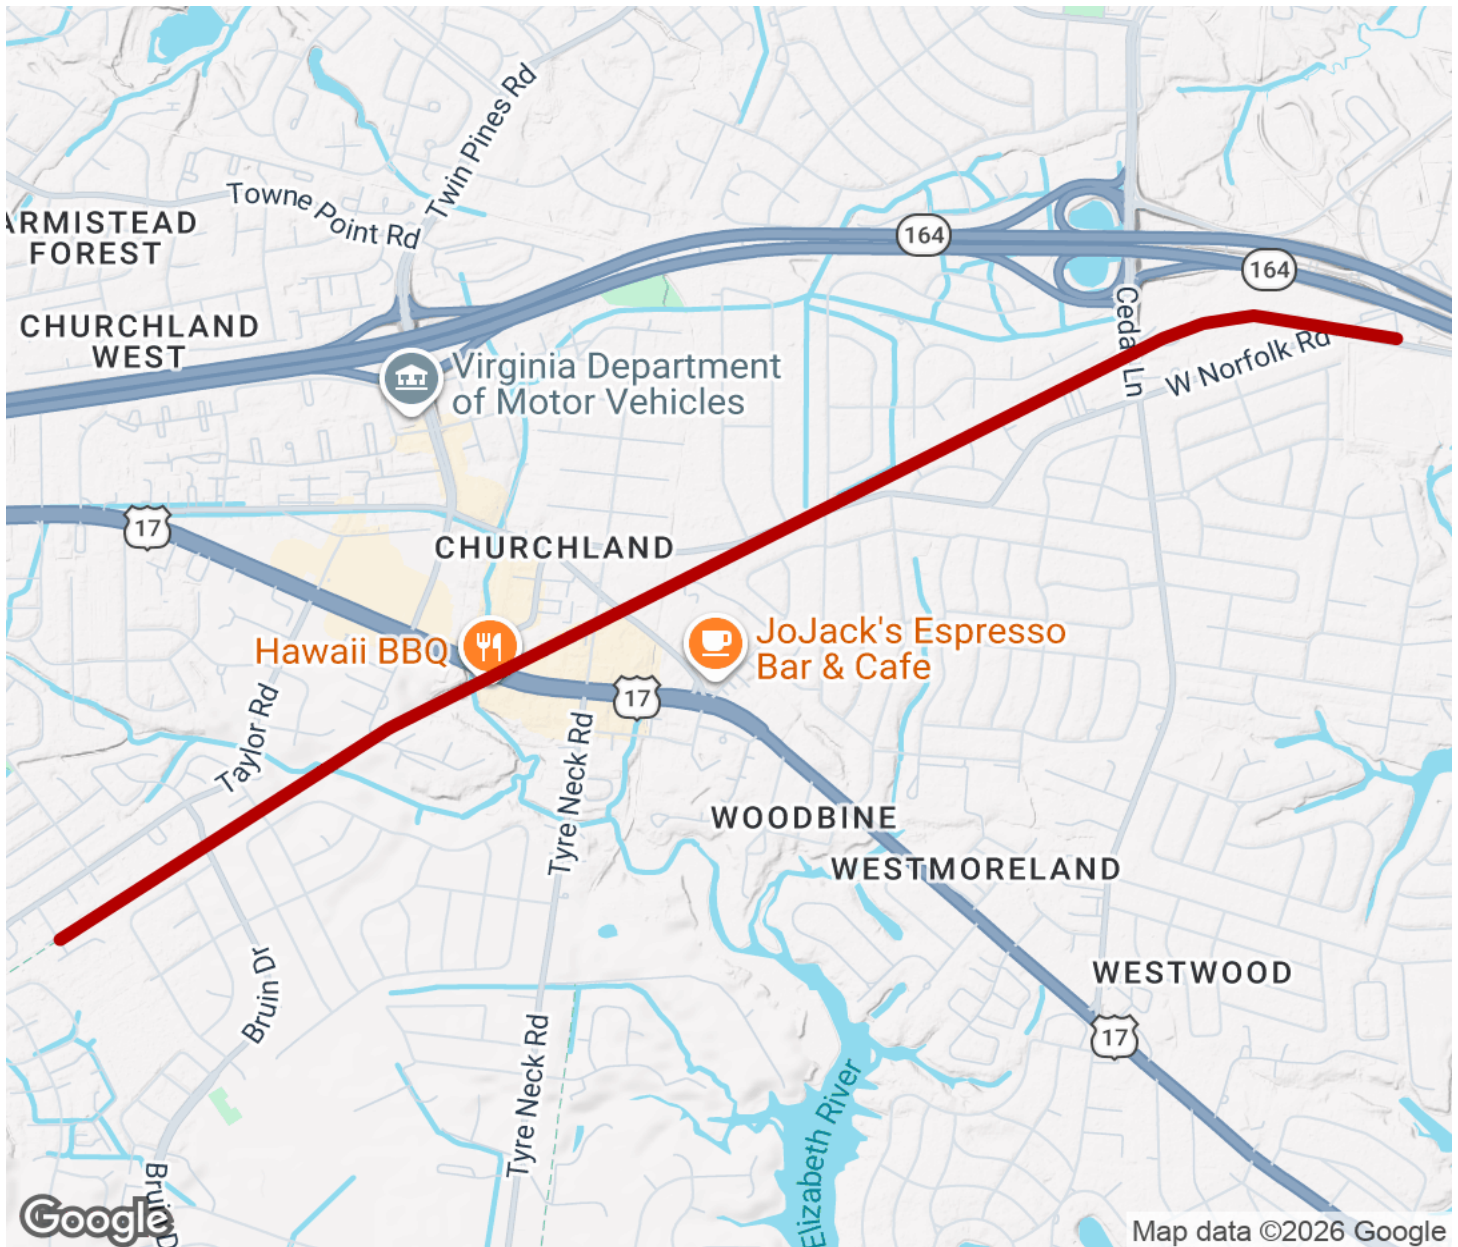 Twin Pines Rd
Towne Point Rd
ARMISTEAD
FOREST
164
164
CHURCHLAND
WEST
Virginia Department
of Motor Vehicles
Cedar Ln
W Norfolk Rd
17
CHURCHLAND
Hawaii BBQ
JoJack's Espresso
Bar & Cafe
17
Taylor Rd
Tyre Neck Rd
WOODBINE
WESTMORELAND
Bruin Dr
WESTWOOD
17
Tyre Neck Rd
Elizabeth River
Bruin D
Google
Map data ©2026 Google